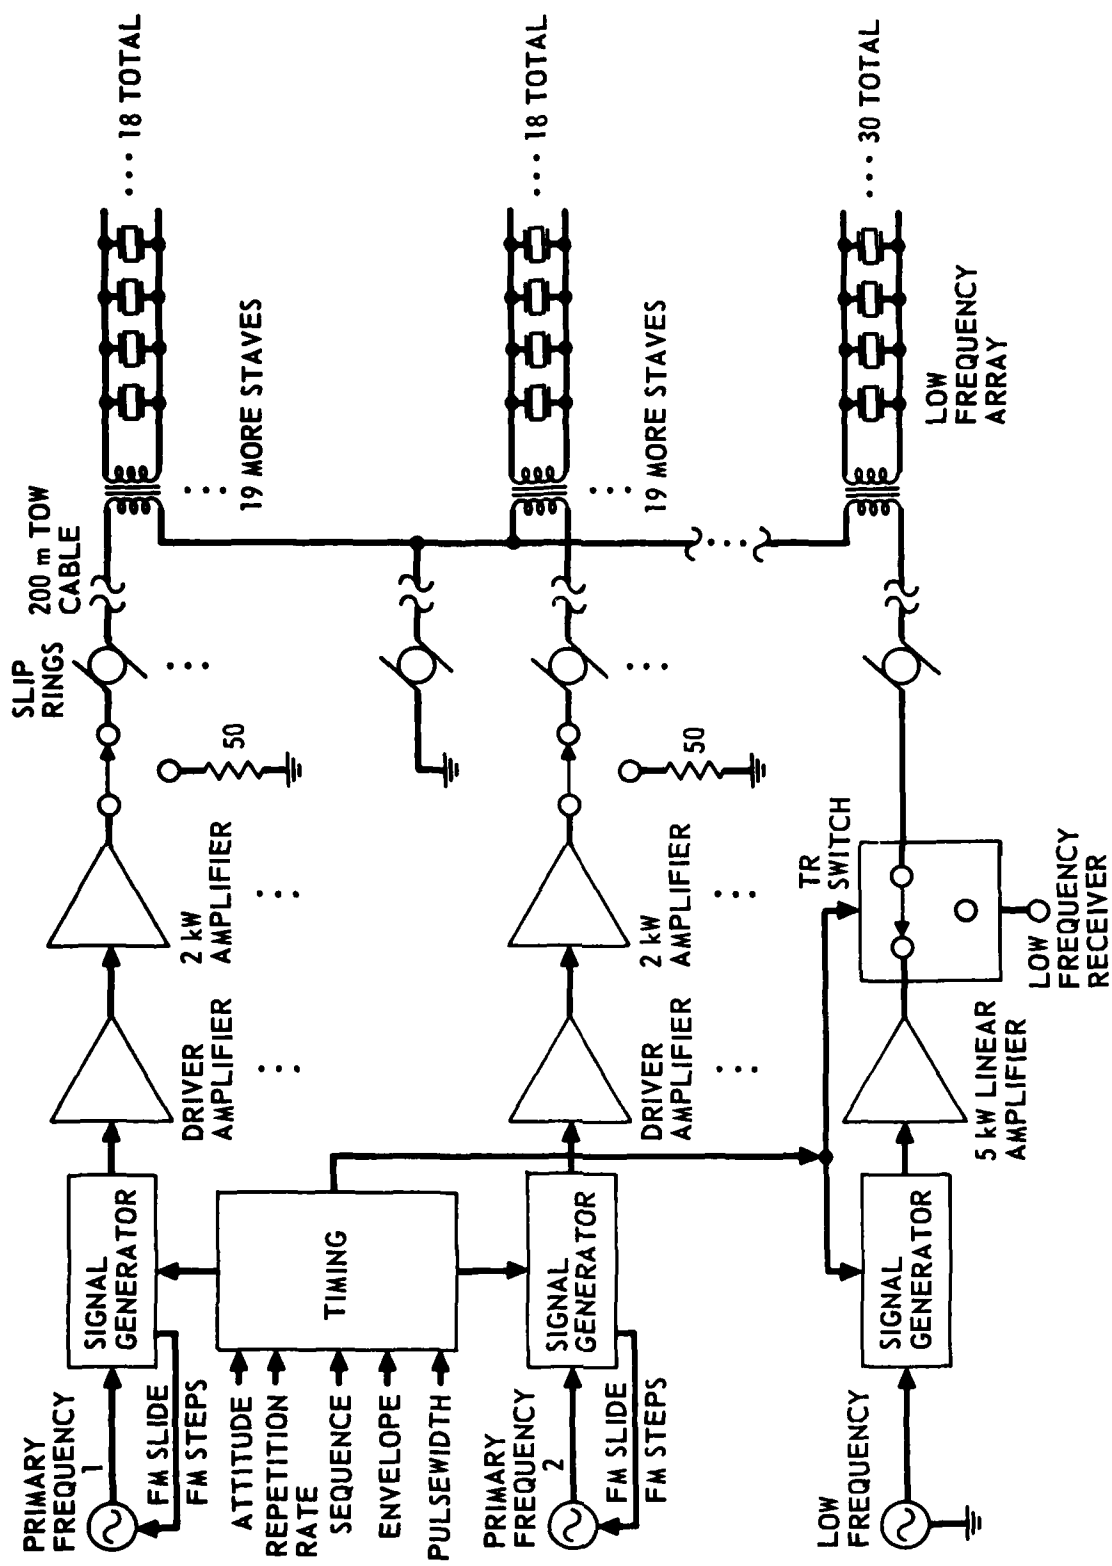 PRIMARY
FREQUENCY
1
FM SLIDE
FM STEPS
SIGNAL
GENERATOR
DRIVER
AMPLIFIER
2 kW
AMPLIFIER
50
SLIP
RINGS
200 m TOW
CABLE
19 MORE STAVES
18 TOTAL
ATTITUDE
REPETITION
RATE
SEQUENCE
ENVELOPE
PULSEWIDTH
TIMING
PRIMARY
FREQUENCY
2
FM SLIDE
FM STEPS
SIGNAL
GENERATOR
DRIVER
AMPLIFIER
2 kW
AMPLIFIER
50
19 MORE STAVES
18 TOTAL
LOW
FREQUENCY
SIGNAL
GENERATOR
5 kW LINEAR
AMPLIFIER
TR
SWITCH
LOW
FREQUENCY
RECEIVER
LOW
FREQUENCY
ARRAY
30 TOTAL